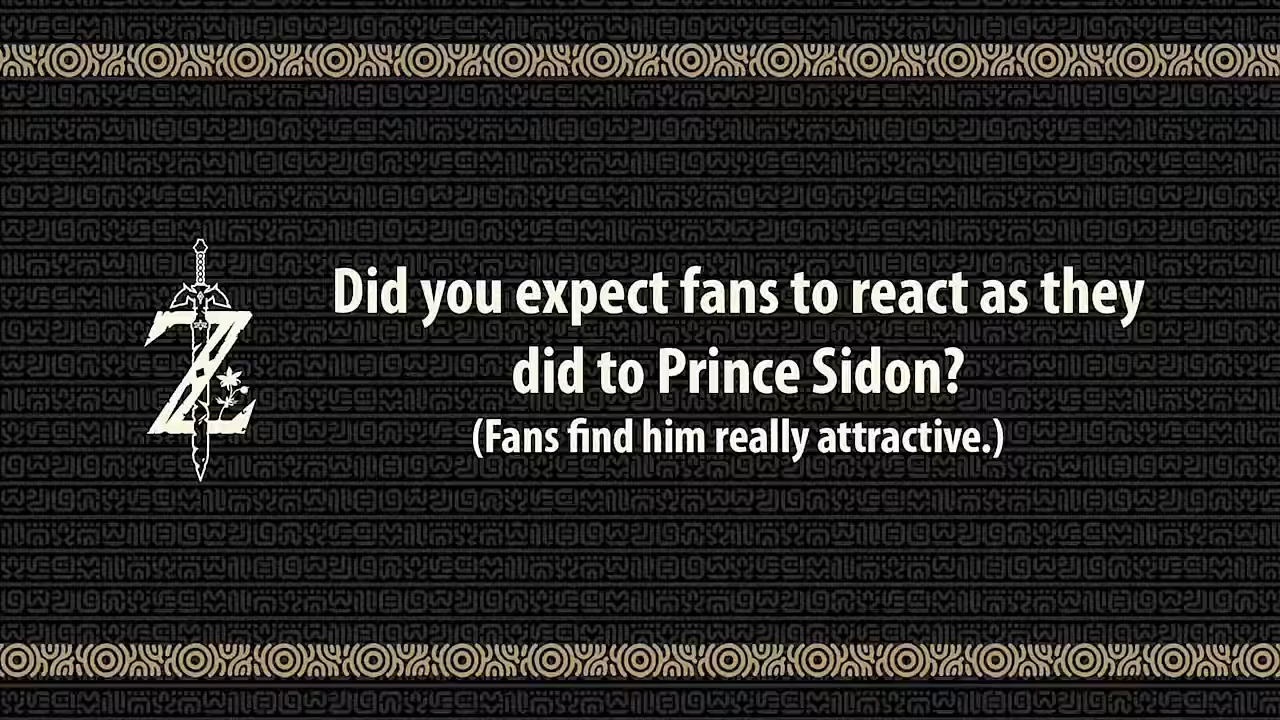 Did you expect fans to react as they
did to Prince Sidon?
(Fans find him really attractive.)